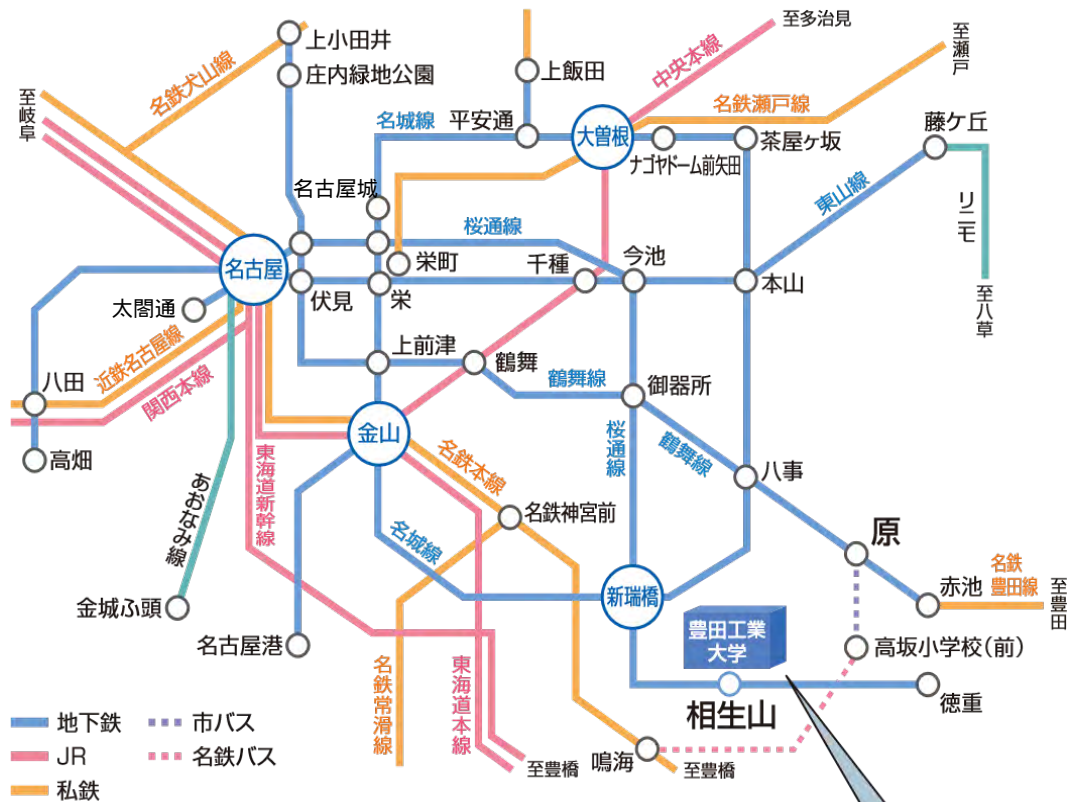 上小田井
庄内緑地公園
名鉄犬山線
至岐阜
上飯田
平安通
名城線
大曽根
中央本線
至多治見
名鉄瀬戸線
至瀬戸
ナゴヤドーム前矢田
茶屋ヶ坂
藤ケ丘
リニモ
至八草
東山線
名古屋城
桜通線
栄町
千種
今池
本山
名古屋
太閤通
伏見
栄
近鉄名古屋線
関西本線
八田
高畑
上前津
鶴舞
鶴舞線
御器所
桜通線
鶴舞線
八事
金山
名鉄本線
東海道新幹線
あおなみ線
名城線
名鉄神宮前
原
赤池
名鉄
豊田線
至豊田
金城ふ頭
名古屋港
新瑞橋
豊田工業
大学
高坂小学校(前)
相生山
徳重
名鉄常滑線
東海道本線
鳴海
至豊橋
至豊橋
地下鉄
市バス
JR
名鉄バス
私鉄